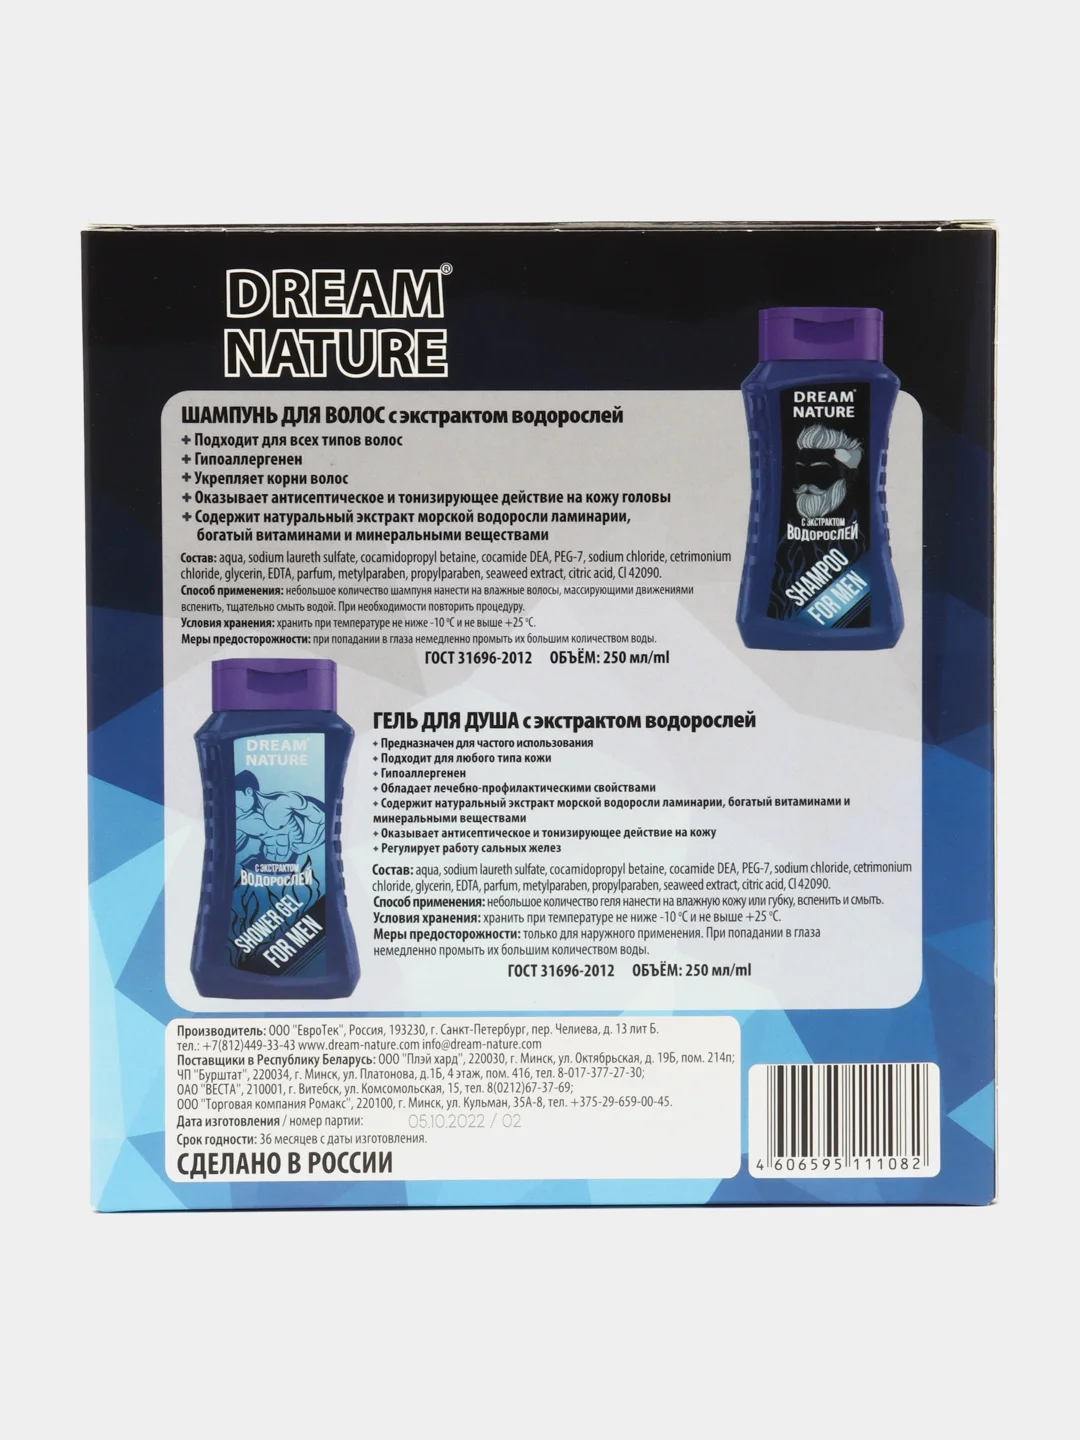 DREAM®
NATURE
ШАМПУНЬ ДЛЯ ВОЛОС с экстрактом водорослей
+ Подходит для всех типов волос
+ Гипоаллергенен
+ Укрепляет корни волос
+ Оказывает антисептическое и тонизирующее действие на кожу головы
+ Содержит натуральный экстракт морской водоросли ламинарии,
богатый витаминами и минеральными веществами
Состав: aqua, sodium laureth sulfate, cocamidopropyl betaine, cocamide DEA, PEG-7, sodium chloride, cetrimonium
chloride, glycerin, EDTA, parfum, metylparaben, propylparaben, seaweed extract, citric acid, CI 42090.
Способ применения: небольшое количество шампуня нанести на влажные волосы, массирующими движениями
вспенить, тщательно смыть водой. При необходимости повторить процедуру.
Условия хранения: хранить при температуре не ниже -10 °C и не выше +25 °C.
Меры предосторожности: при попадании в глаза немедленно промыть их большим количеством воды.
ГОСТ 31696-2012 ОБЪЁМ: 250 мл/ml
DREAM
NATURE
С ЭКСТРАКТОМ
ВОДОРОСЛЕЙ
SHAMPOO
FOR MEN
DREAM
NATURE
С ЭКСТРАКТОМ
ВОДОРОСЛЕЙ
SHOWER GEL
FOR MEN
ГЕЛЬ ДЛЯ ДУША с экстрактом водорослей
+ Предназначен для частого использования
+ Подходит для любого типа кожи
+ Гипоаллергенен
+ Обладает лечебно-профилактическими свойствами
+ Содержит натуральный экстракт морской водоросли ламинарии, богатый витаминами и
минеральными веществами
+ Оказывает антисептическое и тонизирующее действие на кожу
+ Регулирует работу сальных желез
Состав: aqua, sodium laureth sulfate, cocamidopropyl betaine, cocamide DEA, PEG-7, sodium chloride, cetrimonium
chloride, glycerin, EDTA, parfum, metylparaben, propylparaben, seaweed extract, citric acid, CI 42090.
Способ применения: небольшое количество геля нанести на влажную кожу или губку, вспенить и смыть.
Условия хранения: хранить при температуре не ниже -10 °C и не выше +25 °C.
Меры предосторожности: только для наружного применения. При попадании в глаза
немедленно промыть их большим количеством воды.
ГОСТ 31696-2012 ОБЪЁМ: 250 мл/ml
Производитель: ООО "ЕвроТек", Россия, 193230, г. Санкт-Петербург, пер. Челиева, д. 13 лит Б.
тел.: +7(812)449-33-43 www.dream-nature.com info@dream-nature.com
Поставщики в Республику Беларусь: ООО "Плэй хард", 220030, г. Минск, ул. Октябрьская, д. 19Б, пом. 214п;
ЧП "Бурштат", 220034, г. Минск, ул. Платонова, д.1Б, 4 этаж, пом. 416, тел. 8-017-377-27-30;
ОАО "ВЕСТА", 210001, г. Витебск, ул. Комсомольская, 15, тел. 8(0212)67-37-69;
ООО "Торговая компания Ромакс", 220100, г. Минск, ул. Кульман, 35А-8, тел. +375-29-659-00-45.
Дата изготовления / номер партии: 05.10.2022 / 02
Срок годности: 36 месяцев с даты изготовления.
СДЕЛАНО В РОССИИ
4 606595 111082